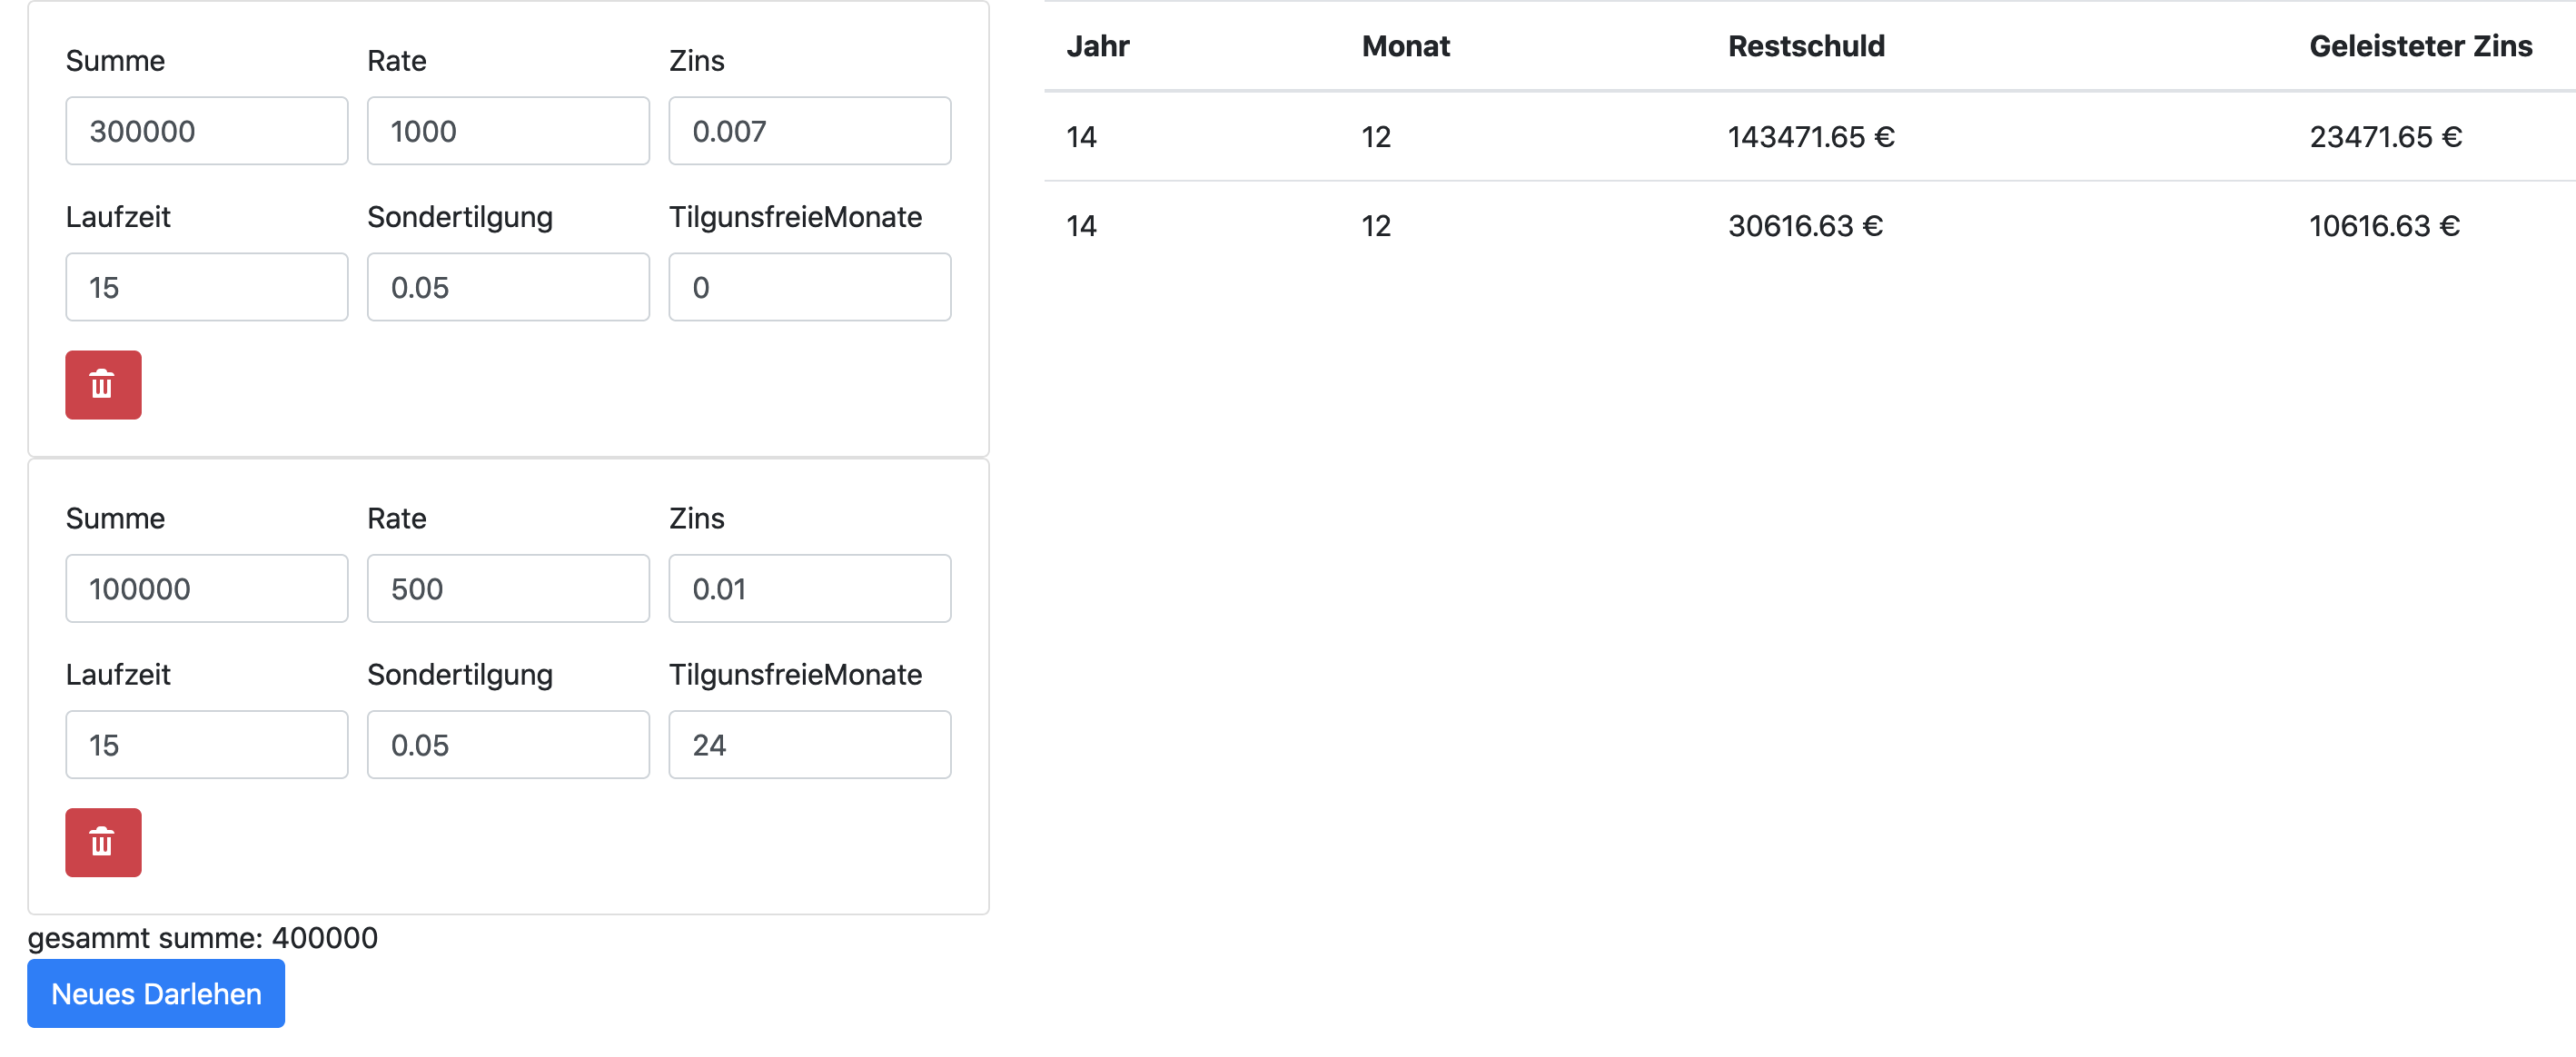 Summe Rate Zins
300000 1000 0.007
Laufzeit Sondertilgung TilgunsfreieMonate
15 0.05 0
Summe Rate Zins
100000 500 0.01
Laufzeit Sondertilgung TilgunsfreieMonate
15 0.05 24
gesammt summe: 400000
Neues Darlehen
Jahr Monat Restschuld Geleisteter Zins
14 12 143471.65 € 23471.65 €
14 12 30616.63 € 10616.63 €